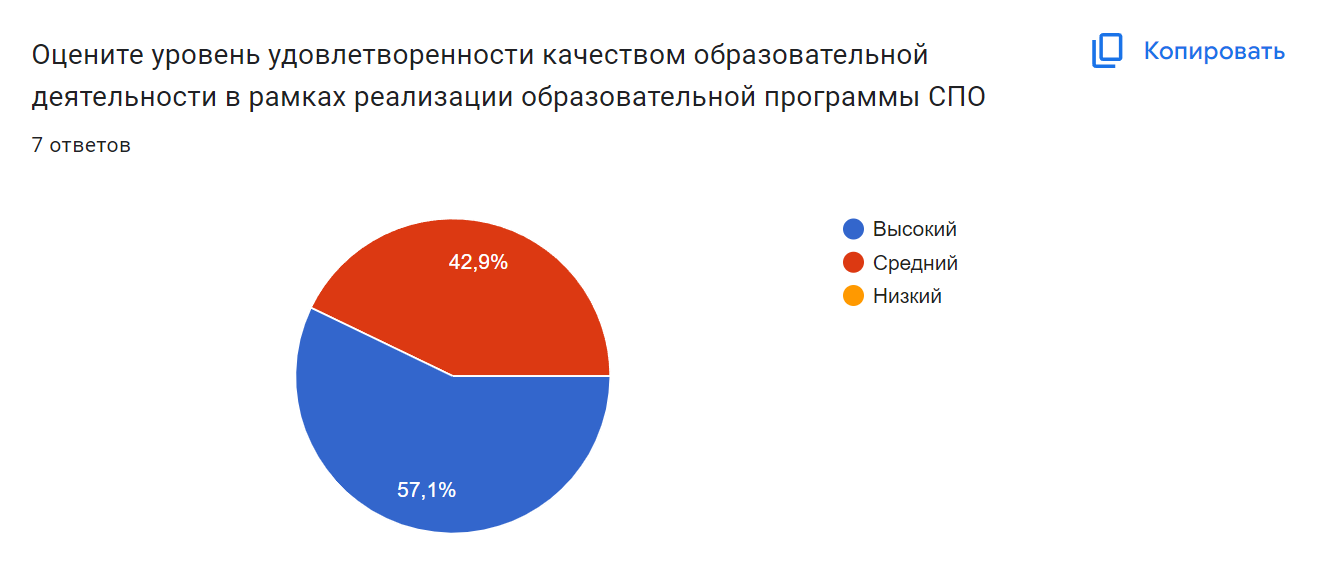 Оцените уровень удовлетворенности качеством образовательной
деятельности в рамках реализации образовательной программы СПО
Копировать
7 ответов
42,9%
57,1%
Высокий
Средний
Низкий